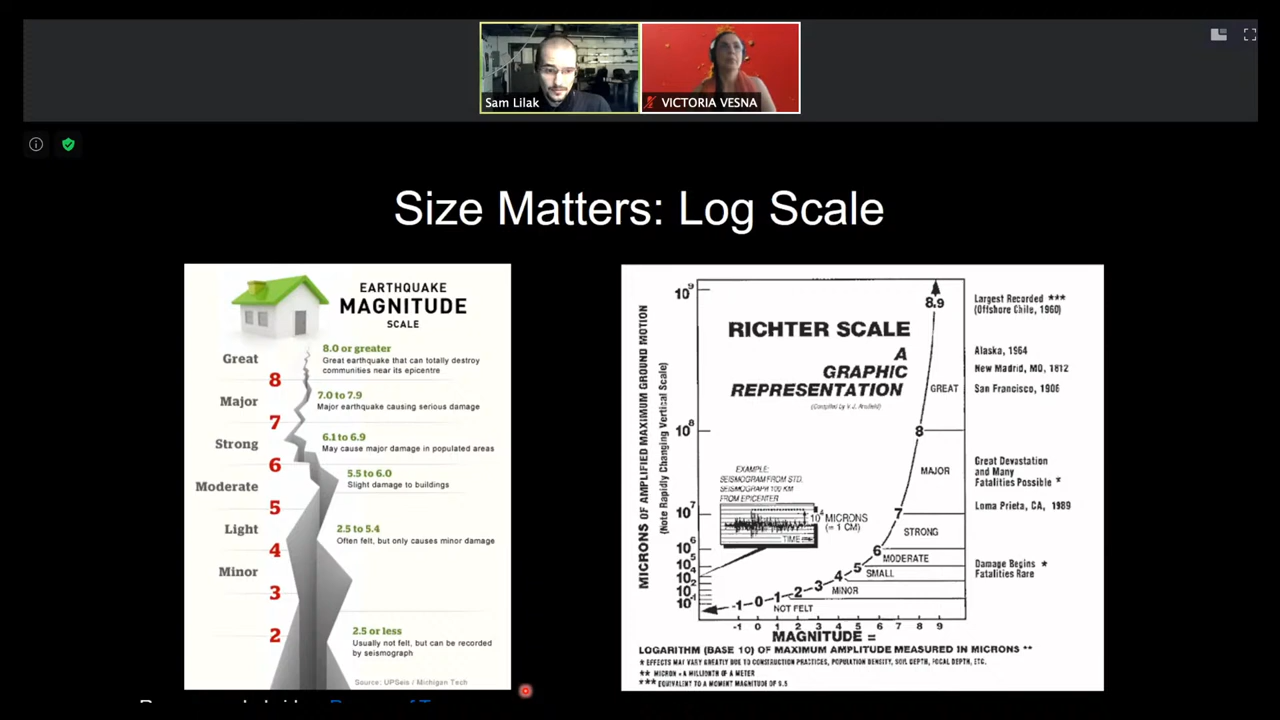 Sam Lilak
VICTORIA VESNA
Size Matters: Log Scale
EARTHQUAKE
MAGNITUDE
SCALE
Great
8.0 or greater
Great earthquake that can totally destroy
communities near its epicentre
8
Major
7.0 to 7.9
Major earthquake causing serious damage
7
Strong
6.1 to 6.9
May cause major damage in populated areas
6
Moderate
5.5 to 6.0
Slight damage to buildings
5
Light
2.5 to 5.4
Often felt, but only causes minor damage
4
Minor
3
2
2.5 or less
Usually not felt, but can be recorded
by seismograph
Source: UPSeis / Michigan Tech
MICRONS OF AMPLIFIED MAXIMUM GROUND MOTION
(Note Rapidly Changing Vertical Scale)
10⁹
10⁸
10⁷
10⁶
10⁵
10²
RICHTER SCALE
A
GRAPHIC
REPRESENTATION
EXAMPLE:
SEISMOGRAM FROM STD.
SEISMOGRAPH 100 KM
FROM EPICENTER
10⁴ MICRONS
(= 1 CM)
TIME
8.9
GREAT
8
MAJOR
7
STRONG
6
MODERATE
5
SMALL
4
MINOR
3
2
1
0
-1
NOT FELT
-1 0 1 2 3 4 5 6 7 8 9
MAGNITUDE =
Largest Recorded ***
(Offshore Chile, 1960)
Alaska, 1964
New Madrid, MO, 1812
San Francisco, 1906
Great Devastation
and Many
Fatalities Possible *
Loma Prieta, CA, 1989
Damage Begins *
Fatalities Rare
LOGARITHM (BASE 10) OF MAXIMUM AMPLITUDE MEASURED IN MICRONS **
* EFFECTS MAY VARY GREATLY DUE TO CONSTRUCTION PRACTICES, POPULATION DENSITY, SOIL DEPTH, FOCAL DEPTH, ETC.
** MICRON = A MILLIONTH OF A METER
*** EQUIVALENT TO A MOMENT MAGNITUDE OF 9.5